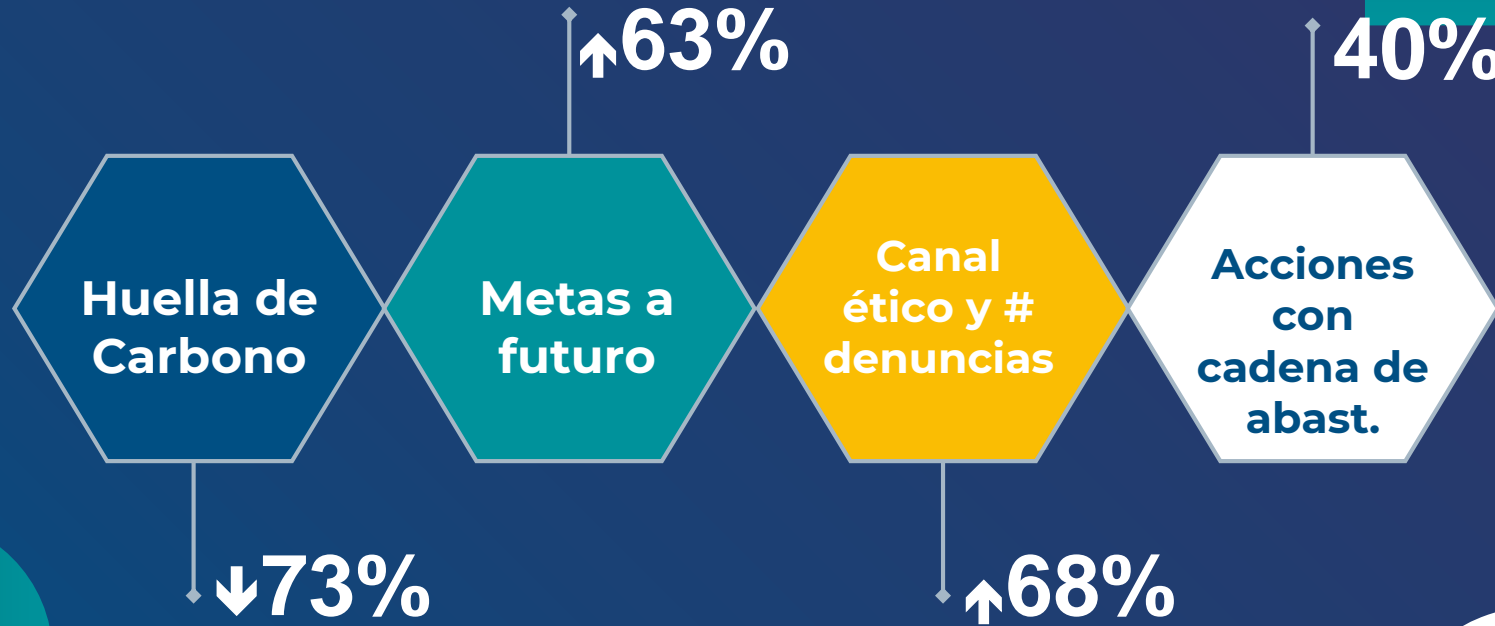 ↑63%
40%
Huella de
Carbono
Metas a
futuro
Canal
ético y #
denuncias
Acciones
con
cadena de
abast.
↓73%
↑68%